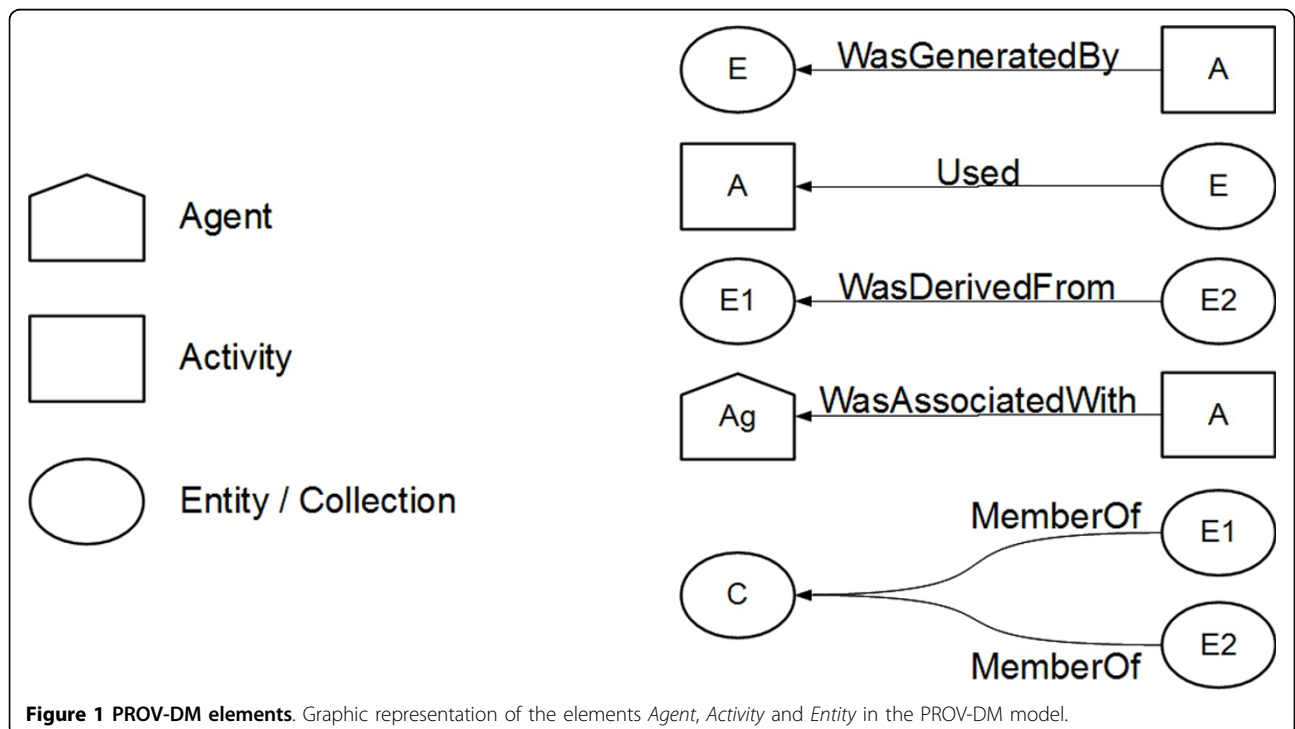 Agent
Activity
Entity / Collection
E WasGeneratedBy A
A Used E
E1 WasDerivedFrom E2
Ag WasAssociatedWith A
MemberOf E1
C
MemberOf E2
Figure 1 PROV-DM elements. Graphic representation of the elements Agent, Activity and Entity in the PROV-DM model.